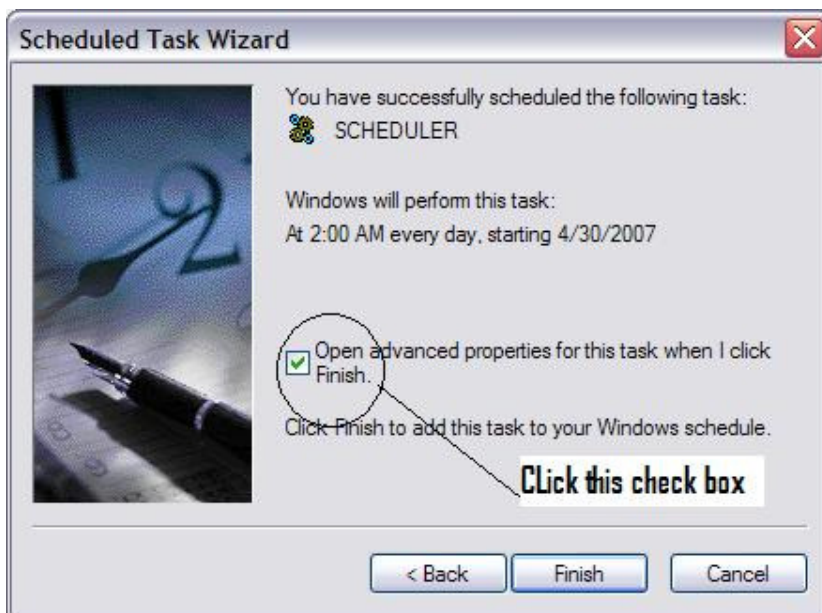 Scheduled Task Wizard
You have successfully scheduled the following task:
SCHEDULER
Windows will perform this task:
At 2:00 AM every day, starting 4/30/2007
2
Open advanced properties for this task when I click
Finish.
Click Finish to add this task to your Windows schedule.
CLick this check box
< Back
Finish
Cancel